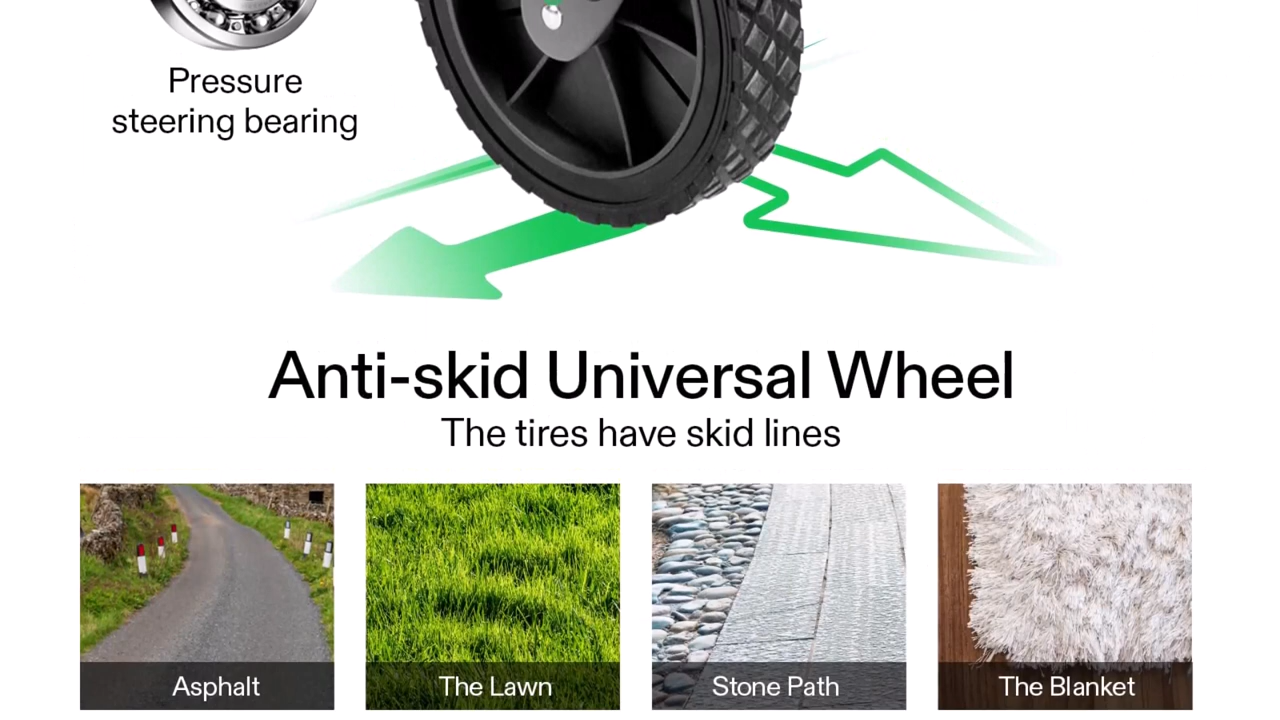 Pressure
steering bearing
Anti-skid Universal Wheel
The tires have skid lines
Asphalt
The Lawn
Stone Path
The Blanket